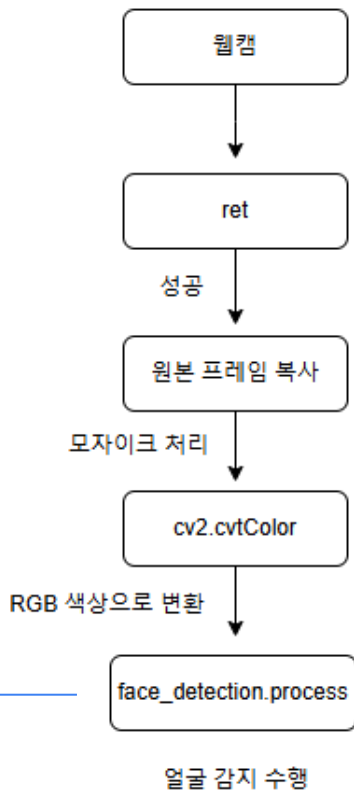 웹캠
ret
성공
원본 프레임 복사
모자이크 처리
cv2.cvtColor
RGB 색상으로 변환
face_detection.process
얼굴 감지 수행